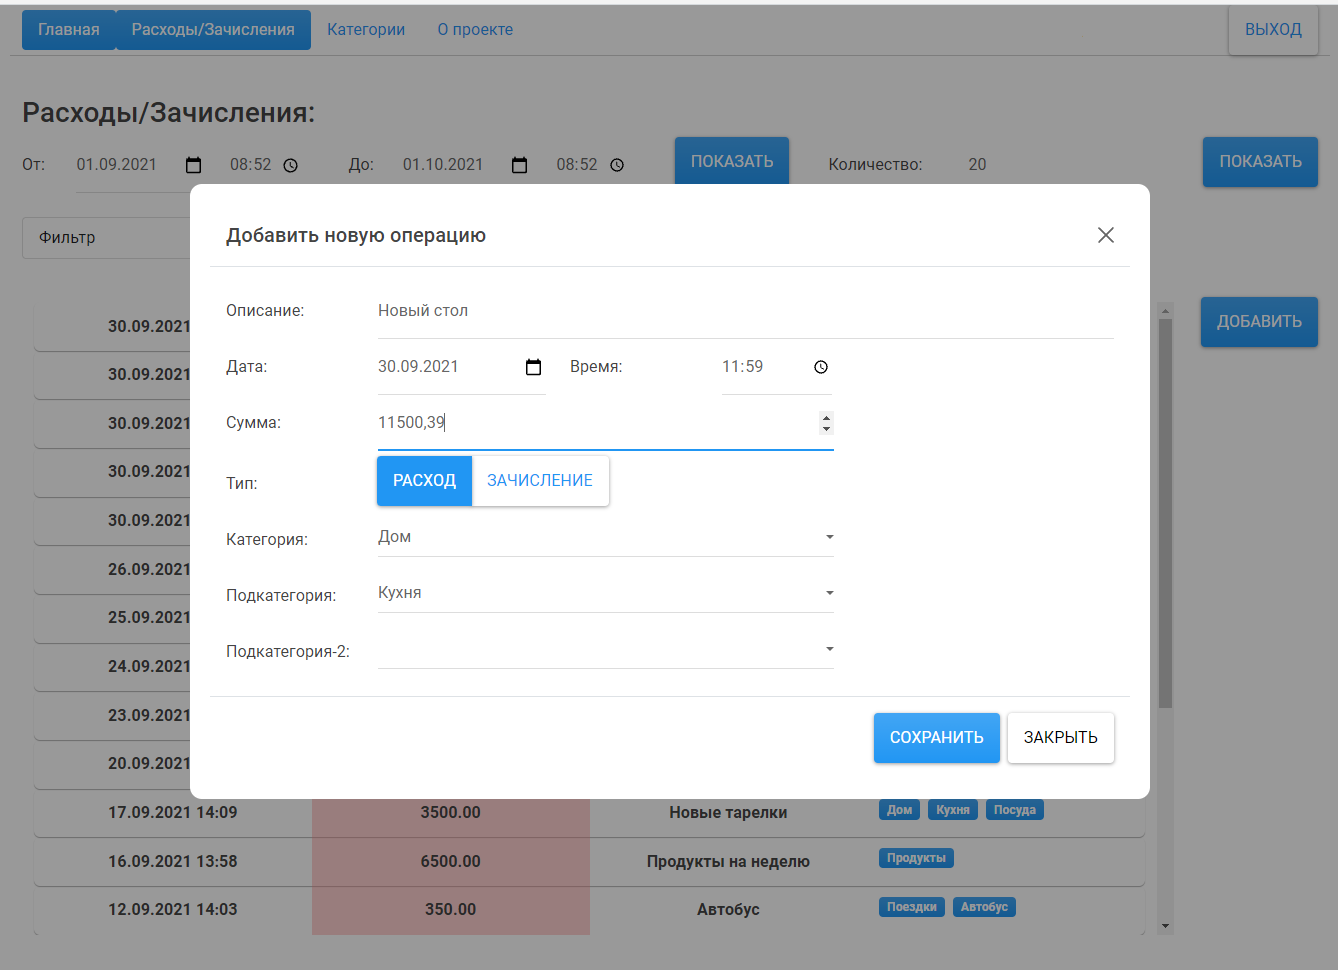 Главная Расходы/Зачисления Категории О проекте ВЫХОД
Расходы/Зачисления:
От: 01.09.2021 08:52 До: 01.10.2021 08:52 ПОКАЗАТЬ Количество: 20 ПОКАЗАТЬ
Фильтр
ДОБАВИТЬ
Добавить новую операцию
Описание: Новый стол
Дата: 30.09.2021 Время: 11:59
Сумма: 11500,39
Тип: РАСХОД ЗАЧИСЛЕНИЕ
Категория: Дом
Подкатегория: Кухня
Подкатегория-2:
СОХРАНИТЬ ЗАКРЫТЬ
30.09.2021
30.09.2021
30.09.2021
30.09.2021
30.09.2021
26.09.2021
25.09.2021
24.09.2021
23.09.2021
20.09.2021
17.09.2021 14:09 3500.00 Новые тарелки Дом Кухня Посуда
16.09.2021 13:58 6500.00 Продукты на неделю Продукты
12.09.2021 14:03 350.00 Автобус Поездки Автобус